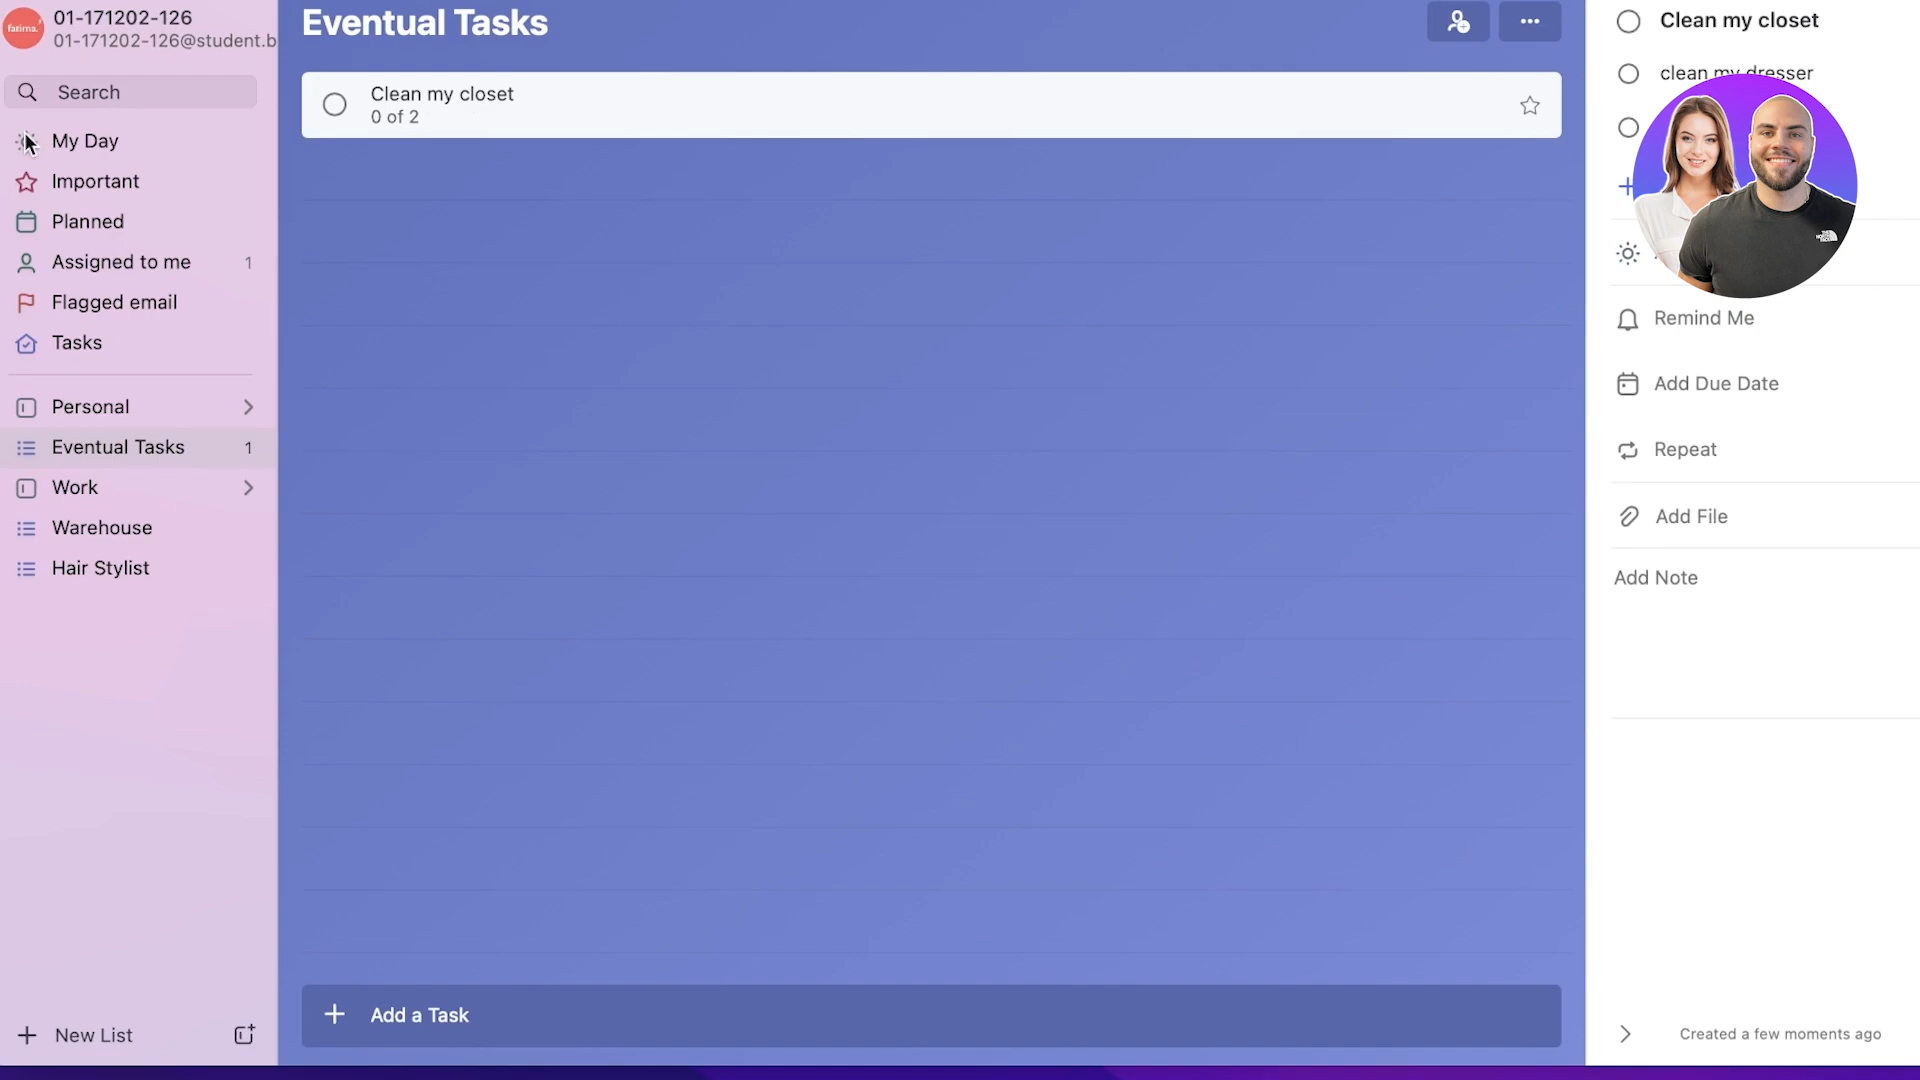 fatima.
01-171202-126
01-171202-126@student.b
Search
My Day
Important
Planned
Assigned to me 1
Flagged email
Tasks
Personal
Eventual Tasks 1
Work
Warehouse
Hair Stylist
New List
Eventual Tasks
Clean my closet
0 of 2
Add a Task
Clean my closet
clean my dresser
Remind Me
Add Due Date
Repeat
Add File
Add Note
Created a few moments ago